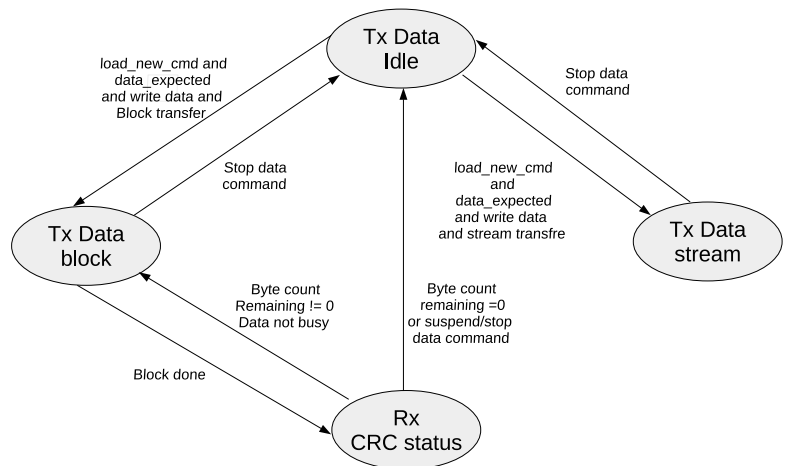 Tx Data
Idle
load_new_cmd and
data_expected
and write data and
Block transfer
Stop data
command
Stop data
command
load_new_cmd
and
data_expected
and write data
and stream transfre
Tx Data
block
Tx Data
stream
Byte count
Remaining != 0
Data not busy
Byte count
remaining =0
or suspend/stop
data command
Block done
Rx
CRC status